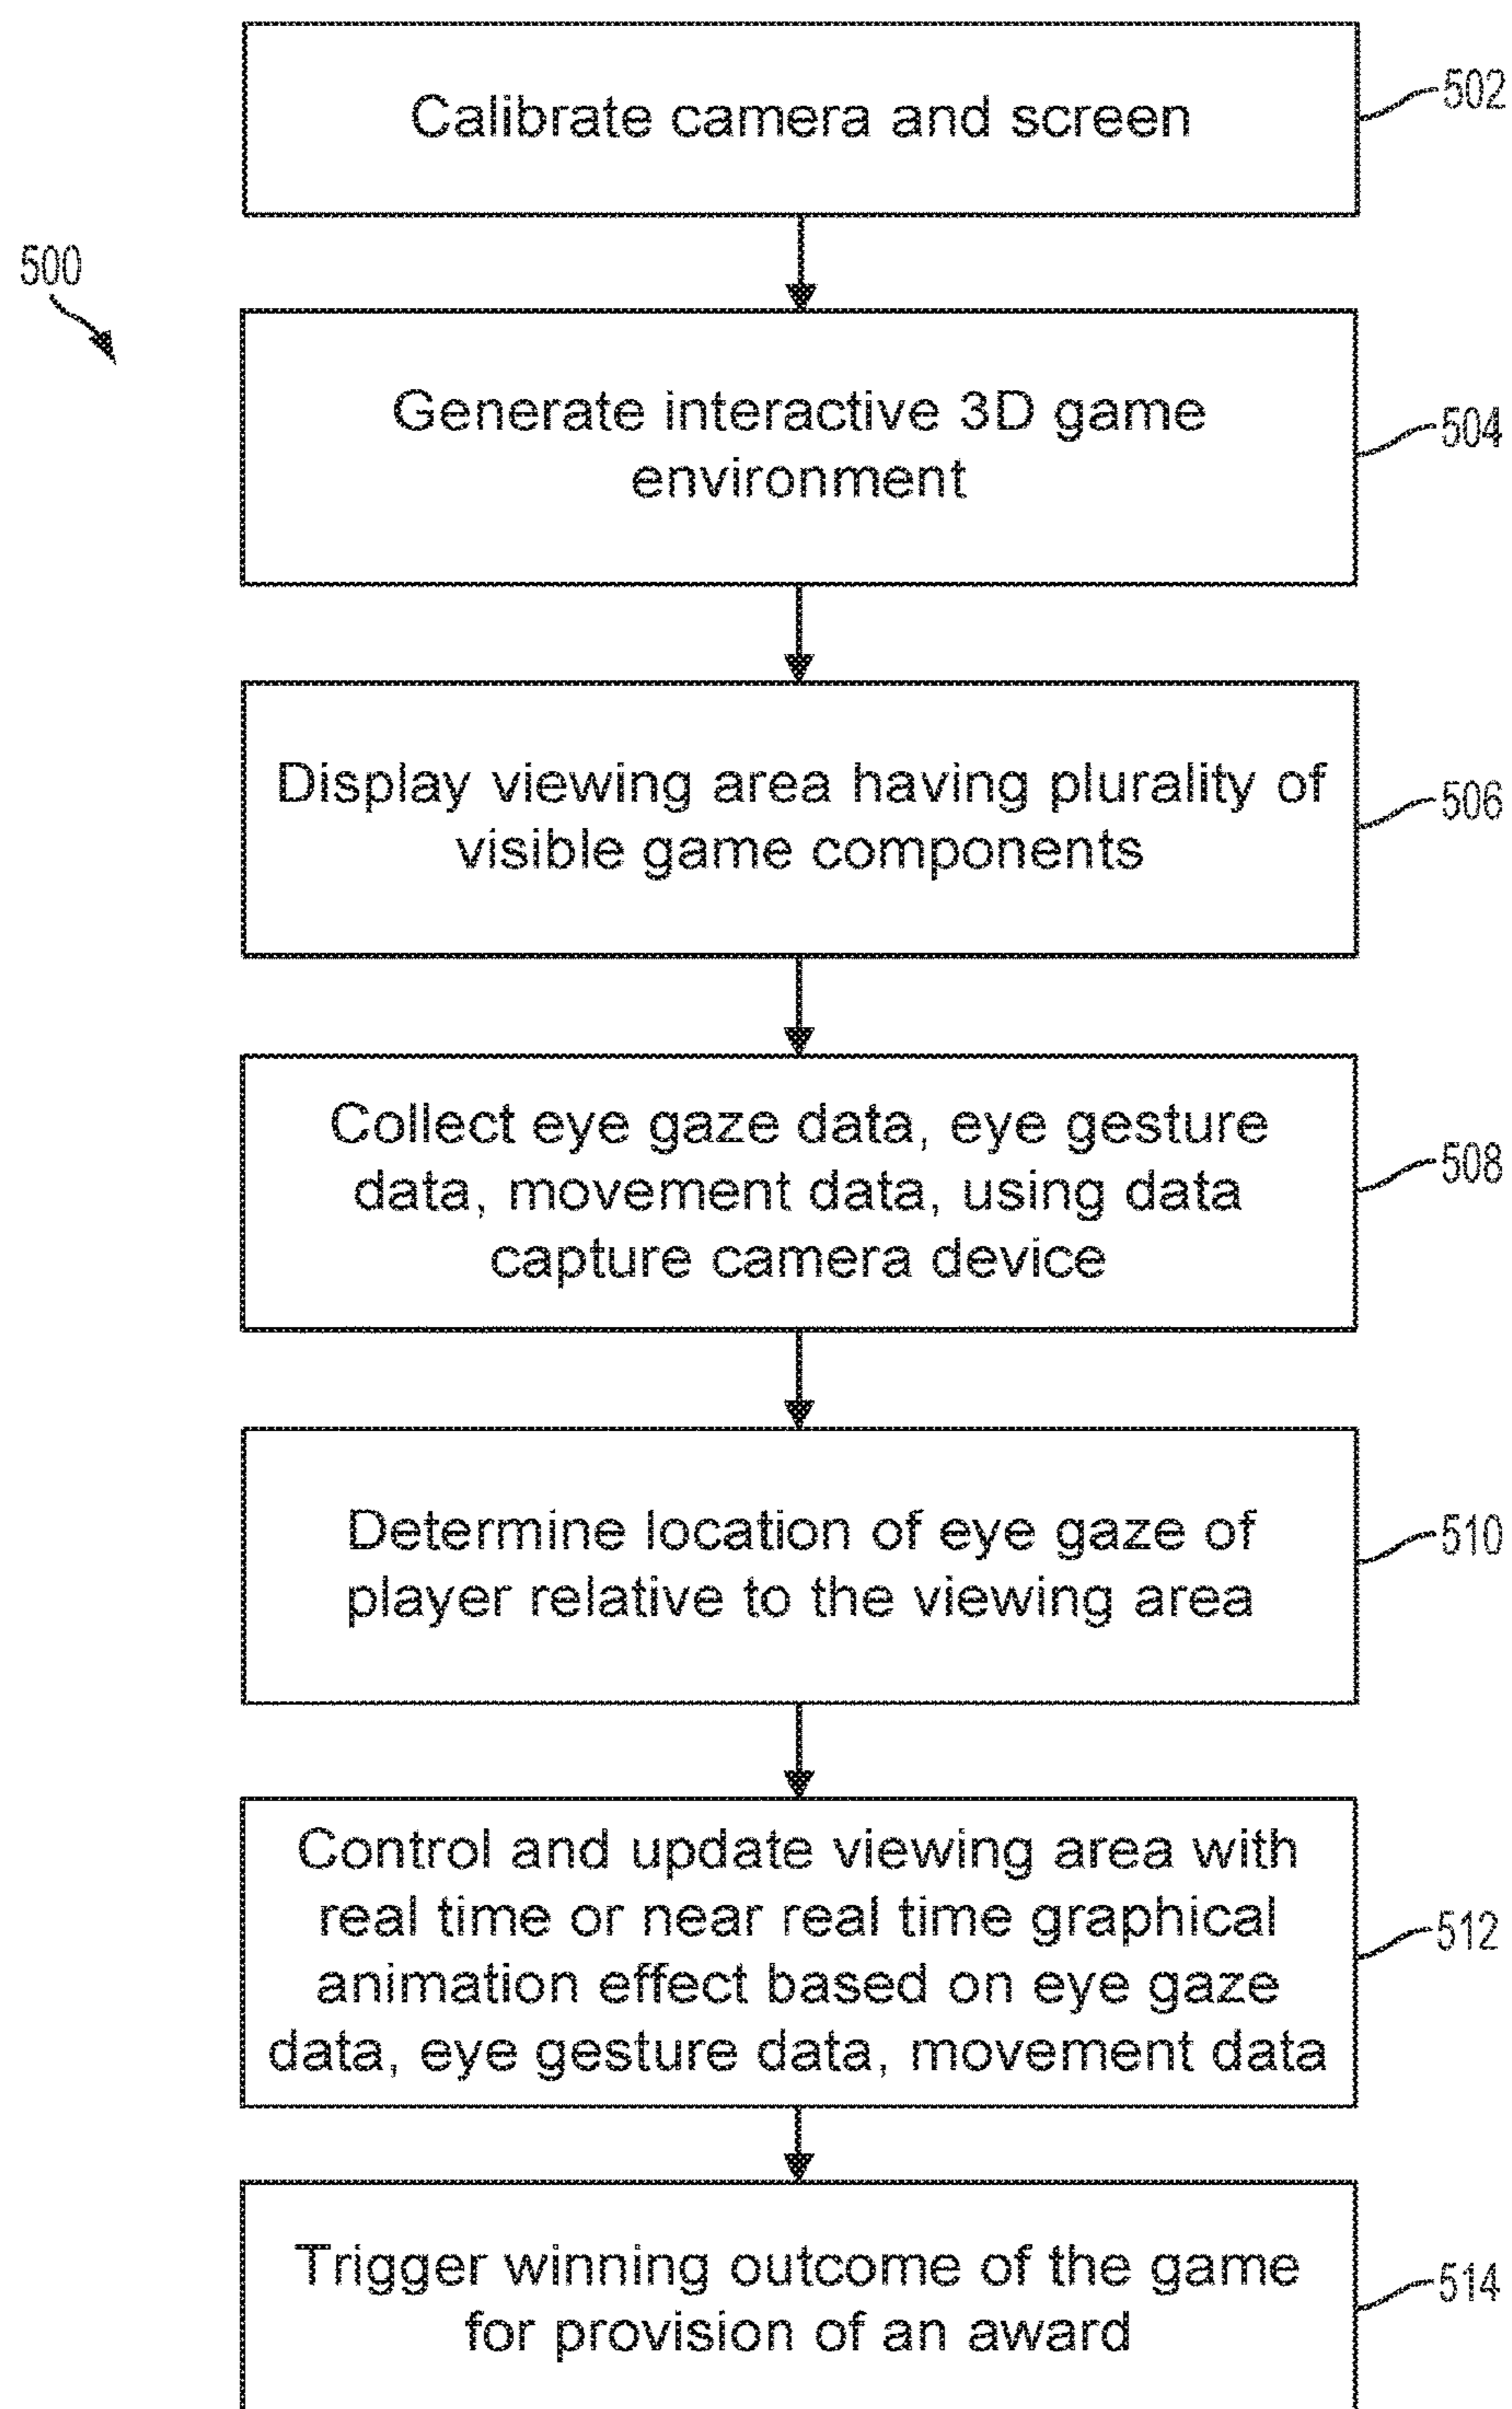 Calibrate camera and screen
502
500
Generate interactive 3D game
environment
504
Display viewing area having plurality of
visible game components
506
Collect eye gaze data, eye gesture
data, movement data, using data
capture camera device
508
Determine location of eye gaze of
player relative to the viewing area
510
Control and update viewing area with
real time or near real time graphical
animation effect based on eye gaze
data, eye gesture data, movement data
512
Trigger winning outcome of the game
for provision of an award
514